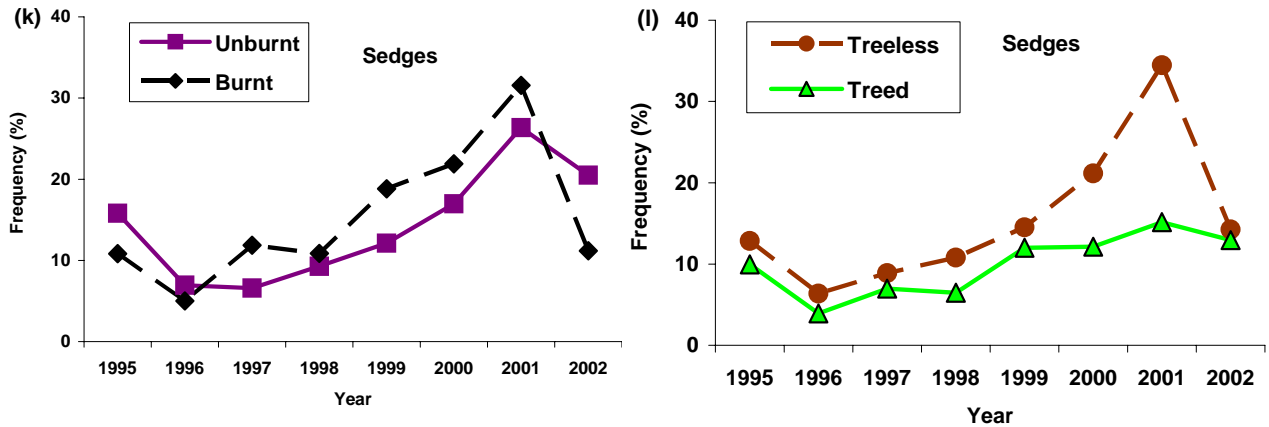 (k)
40
30
20
10
0
Frequency (%)
Unburnt
Burnt
Sedges
1995 1996 1997 1998 1999 2000 2001 2002
Year
(l)
40
30
20
10
0
Frequency (%)
Treeless
Treed
Sedges
1995 1996 1997 1998 1999 2000 2001 2002
Year